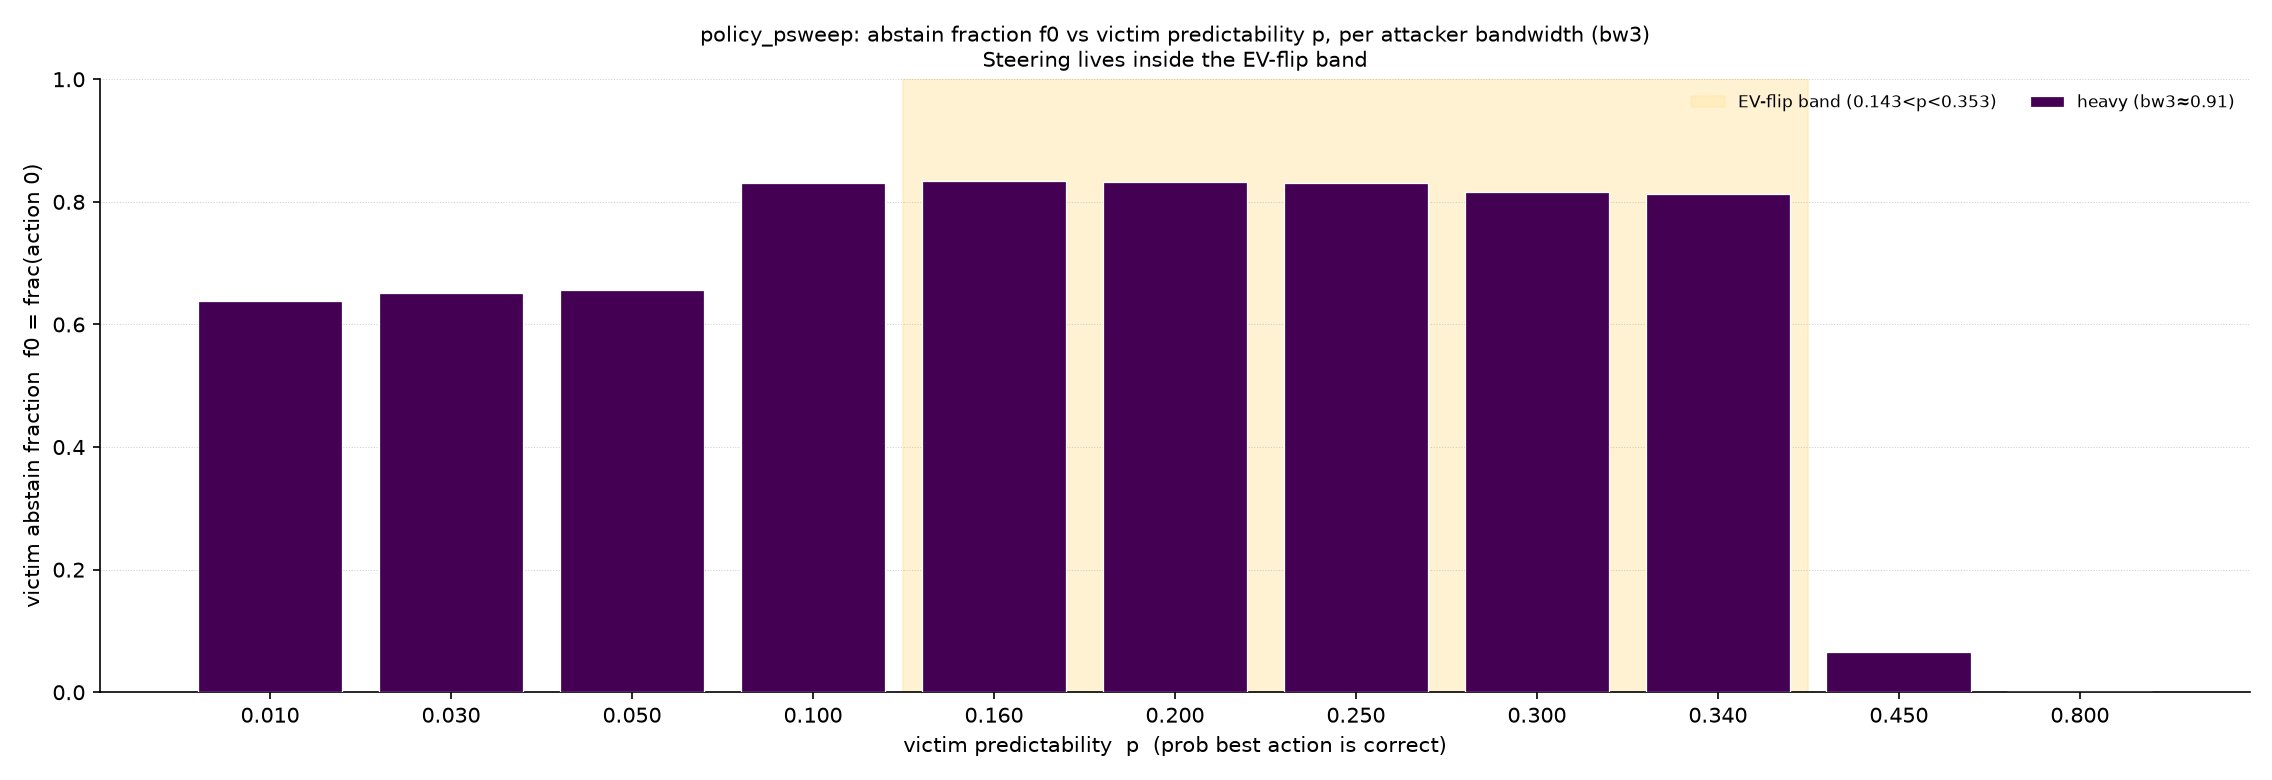 policy_psweep: abstain fraction f0 vs victim predictability p, per attacker bandwidth (bw3)
Steering lives inside the EV-flip band
EV-flip band (0.143<p<0.353)
heavy (bw3≈0.91)
victim abstain fraction f0 = frac(action 0)
1.0
0.8
0.6
0.4
0.2
0.0
0.010 0.030 0.050 0.100 0.160 0.200 0.250 0.300 0.340 0.450 0.800
victim predictability p (prob best action is correct)